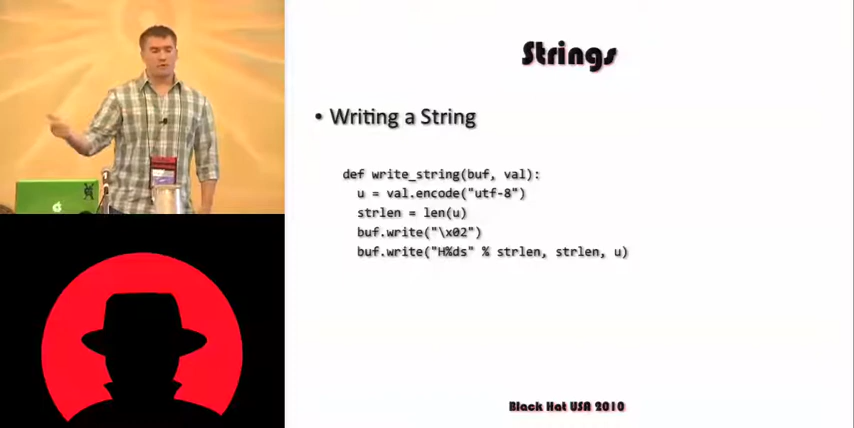 Strings
• Writing a String
def write_string(buf, val):
u = val.encode("utf-8")
strlen = len(u)
buf.write("\x02")
buf.write("H%ds" % strlen, strlen, u)
Black Hat USA 2010